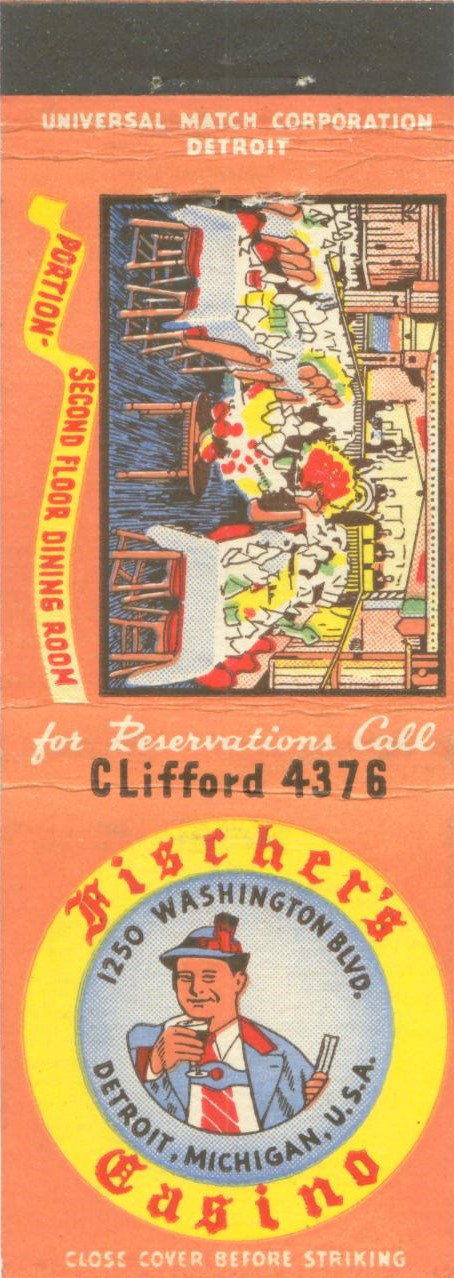 UNIVERSAL MATCH CORPORATION
DETROIT
PORTION-
SECOND FLOOR DINING ROOM
for Reservations Call
CLifford 4376
Fischer's
1250 WASHINGTON BLVD.
DETROIT, MICHIGAN, U.S.A.
Casino
CLOSE COVER BEFORE STRIKING